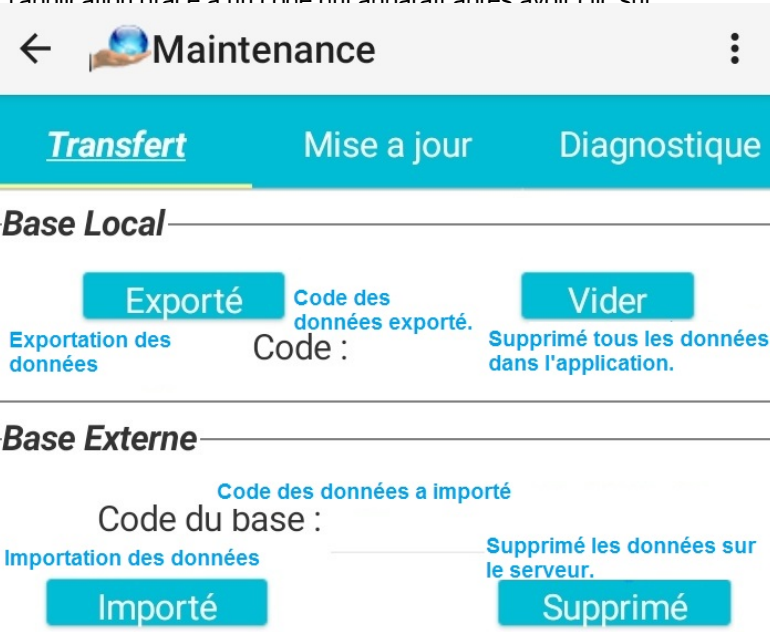 Maintenance
Transfert Mise a jour Diagnostique
Base Local
Exporté
Code des
données exporté.
Vider
Exportation des
données
Code :
Supprimé tous les données
dans l'application.
Base Externe
Code des données a importé
Code du base :
Importation des données
Supprimé les données sur
le serveur.
Importé
Supprimé